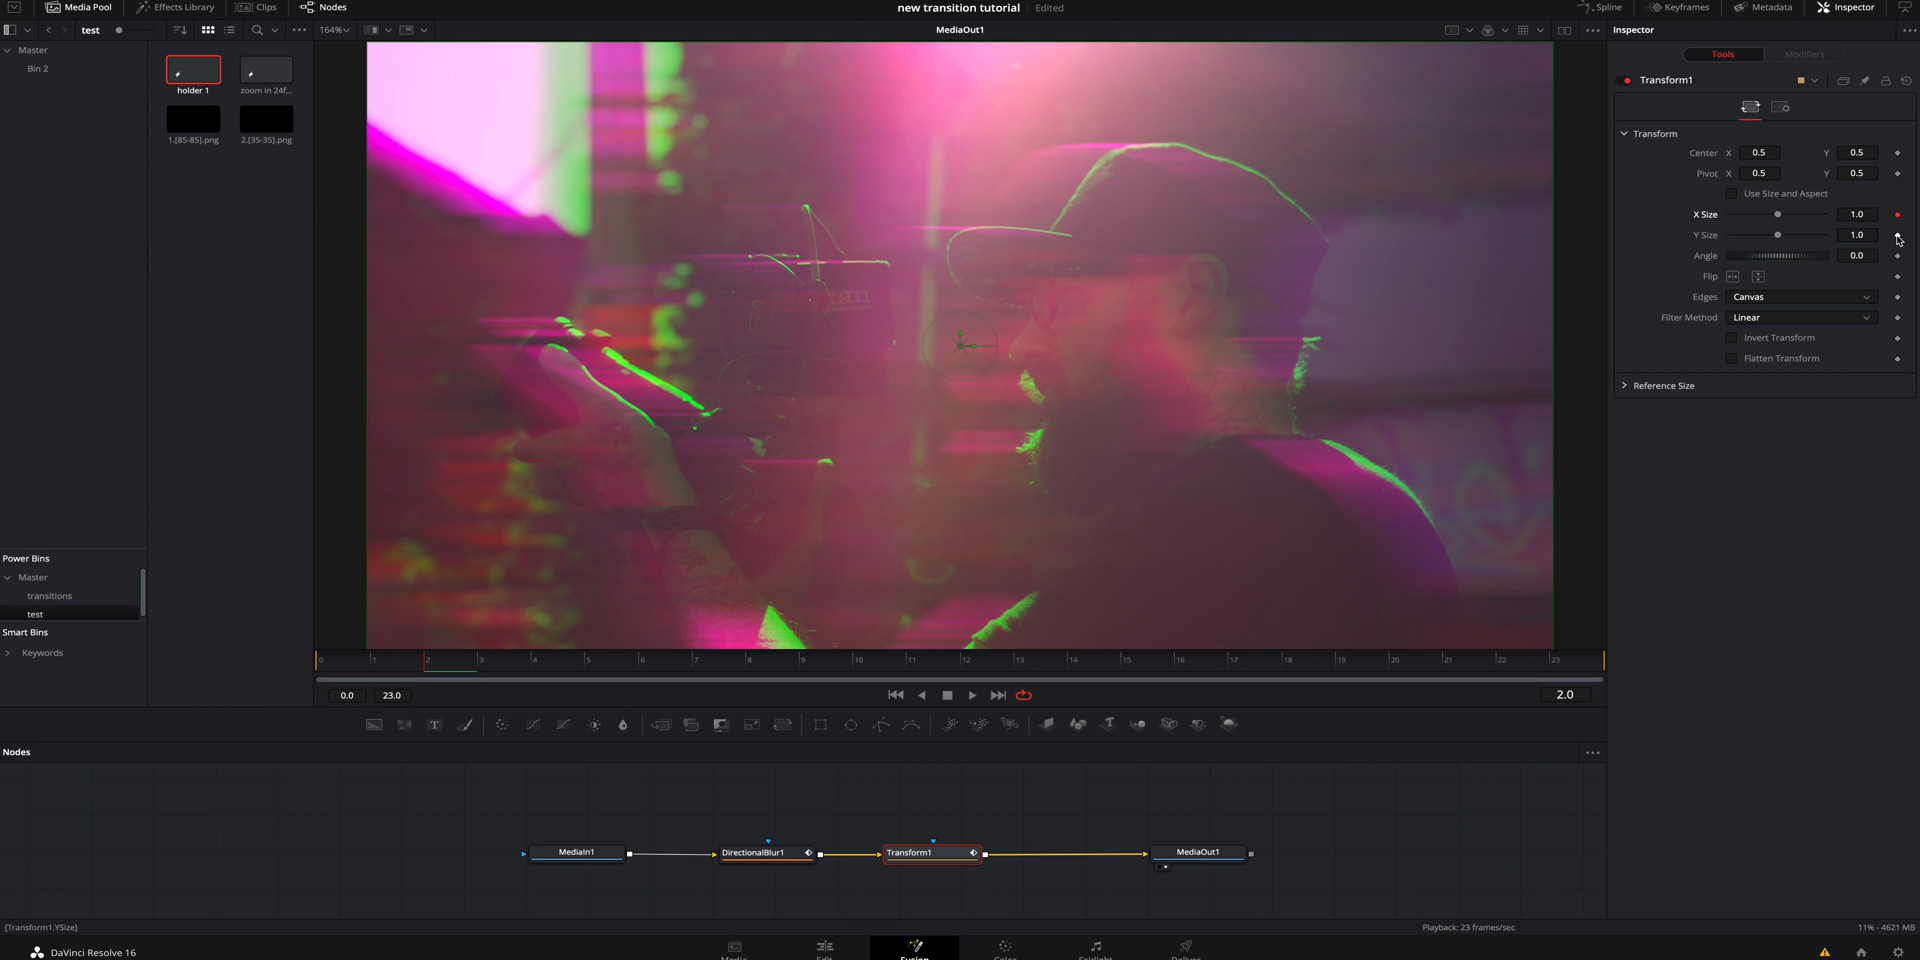 Media Pool Effects Library Clips Nodes new transition tutorial Edited Spline Keyframes Metadata Inspector
test 164% MediaOut1 Inspector
Master
Bin 2
holder 1 zoom in 24f...
1.[85-85].png 2.[35-35].png
Power Bins
Master
transitions
test
Smart Bins
Keywords
0 1 2 3 4 5 6 7 8 9 10 11 12 13 14 15 16 17 18 19 20 21 22 23
0.0 23.0 2.0
Tools Modifiers
Transform1
Transform
Center X 0.5 Y 0.5
Pivot X 0.5 Y 0.5
Use Size and Aspect
X Size 1.0
Y Size 1.0
Angle 0.0
Flip
Edges Canvas
Filter Method Linear
Invert Transform
Flatten Transform
Reference Size
Nodes
MediaIn1 DirectionalBlur1 Transform1 MediaOut1
[Transform1.YSize] Playback: 23 frames/sec 11% - 4621 MB
DaVinci Resolve 16 Media Edit Fusion Color Fairlight Deliver